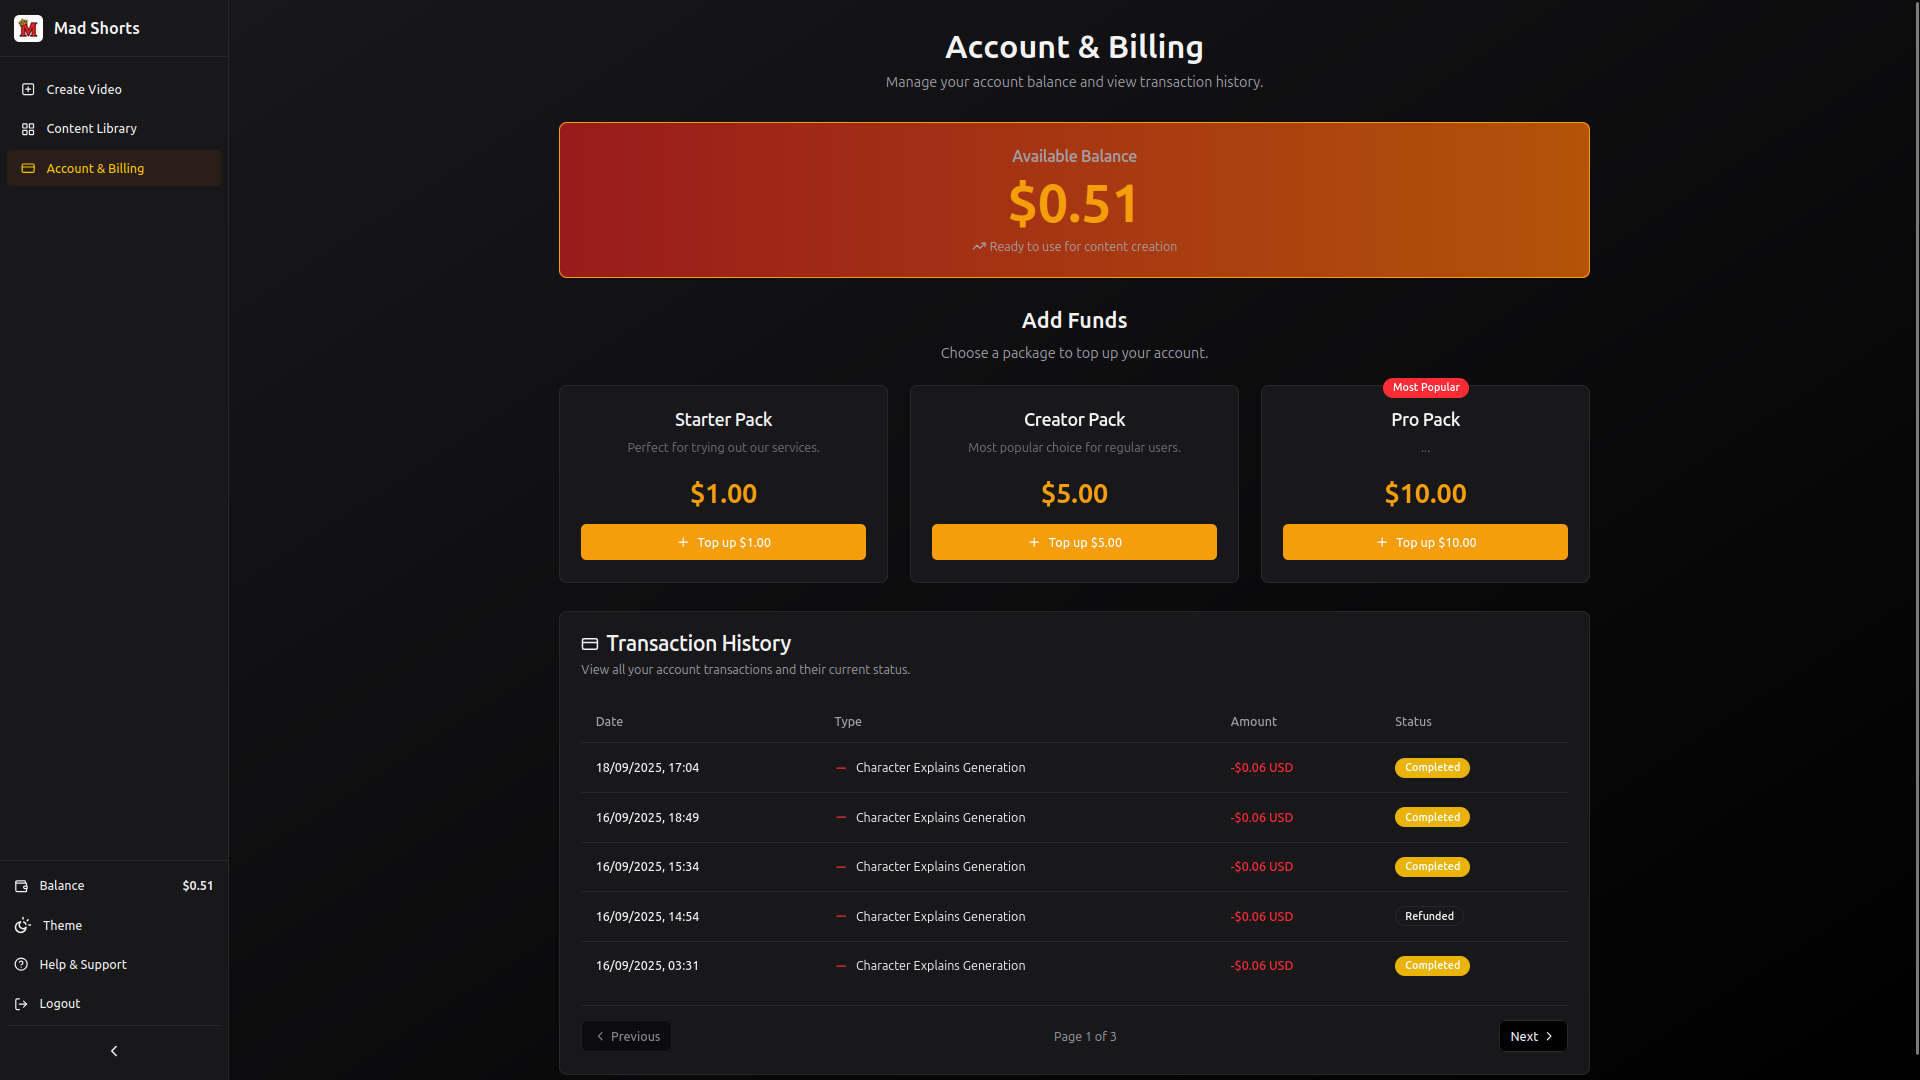 Mad Shorts
Create Video
Content Library
Account & Billing
Balance $0.51
Theme
Help & Support
Logout
Account & Billing
Manage your account balance and view transaction history.
Available Balance
$0.51
Ready to use for content creation
Add Funds
Choose a package to top up your account.
Starter Pack
Perfect for trying out our services.
$1.00
+ Top up $1.00
Creator Pack
Most popular choice for regular users.
$5.00
+ Top up $5.00
Most Popular
Pro Pack
...
$10.00
+ Top up $10.00
Transaction History
View all your account transactions and their current status.
Date Type Amount Status
18/09/2025, 17:04 Character Explains Generation -$0.06 USD Completed
16/09/2025, 18:49 Character Explains Generation -$0.06 USD Completed
16/09/2025, 15:34 Character Explains Generation -$0.06 USD Completed
16/09/2025, 14:54 Character Explains Generation -$0.06 USD Refunded
16/09/2025, 03:31 Character Explains Generation -$0.06 USD Completed
Previous Page 1 of 3 Next